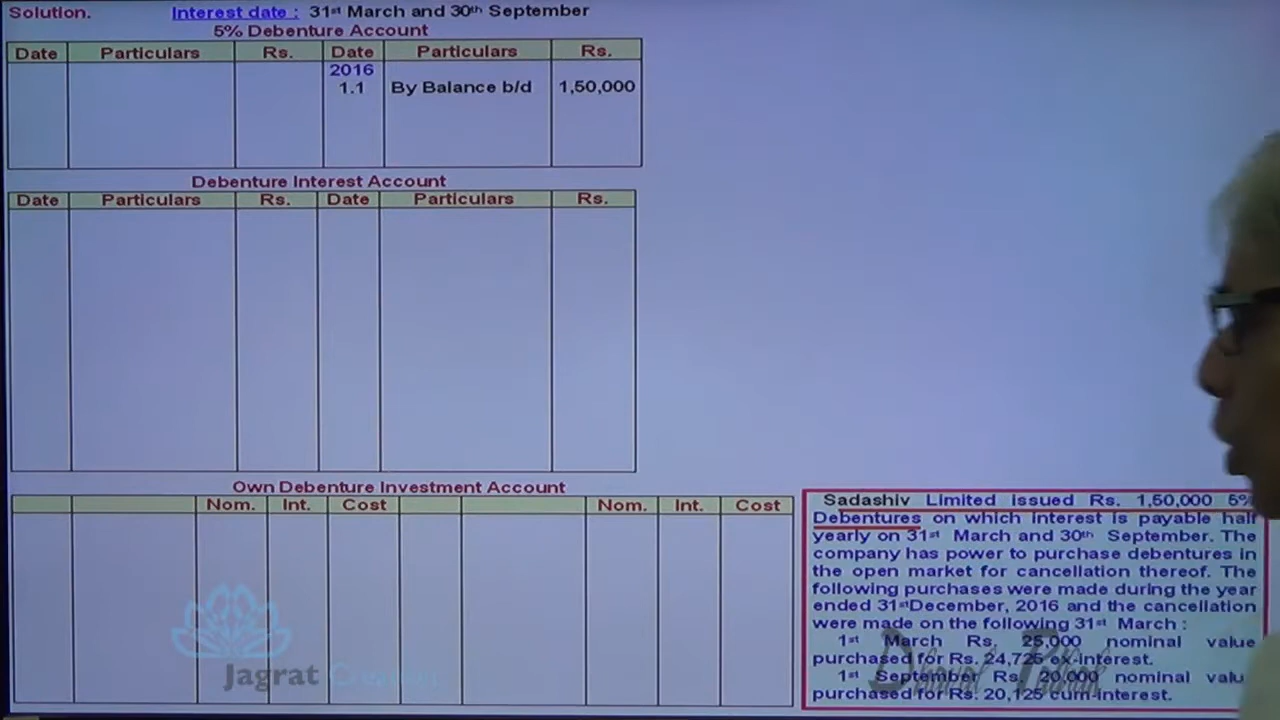 Solution. Interest date : 31st March and 30th September
5% Debenture Account
Date Particulars Rs. Date Particulars Rs.
2016
1.1 By Balance b/d 1,50,000
Debenture Interest Account
Date Particulars Rs. Date Particulars Rs.
Own Debenture Investment Account
Nom. Int. Cost Nom. Int. Cost
Sadashiv Limited issued Rs. 1,50,000 5%
Debentures on which interest is payable half
yearly on 31st March and 30th September. The
company has power to purchase debentures in
the open market for cancellation thereof. The
following purchases were made during the year
ended 31st December, 2016 and the cancellation
were made on the following 31st March :
1st March Rs. 25,000 nominal value
purchased for Rs. 24,725 ex-interest.
1st September Rs. 20,000 nominal valu
purchased for Rs. 20,125 cum-interest.
Jagrat